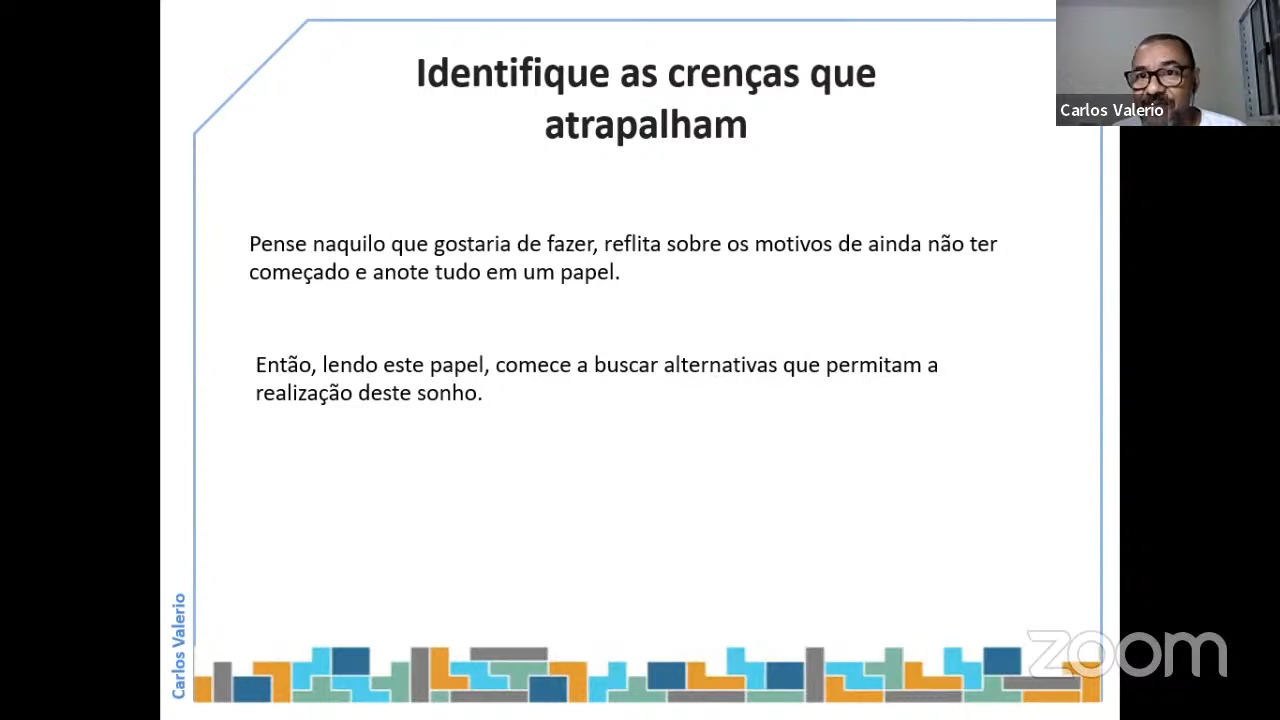 Identifique as crenças que
atrapalham
Carlos Valerio
Pense naquilo que gostaria de fazer, reflita sobre os motivos de ainda não ter
começado e anote tudo em um papel.
Então, lendo este papel, comece a buscar alternativas que permitam a
realização deste sonho.
Carlos Valerio
zoom